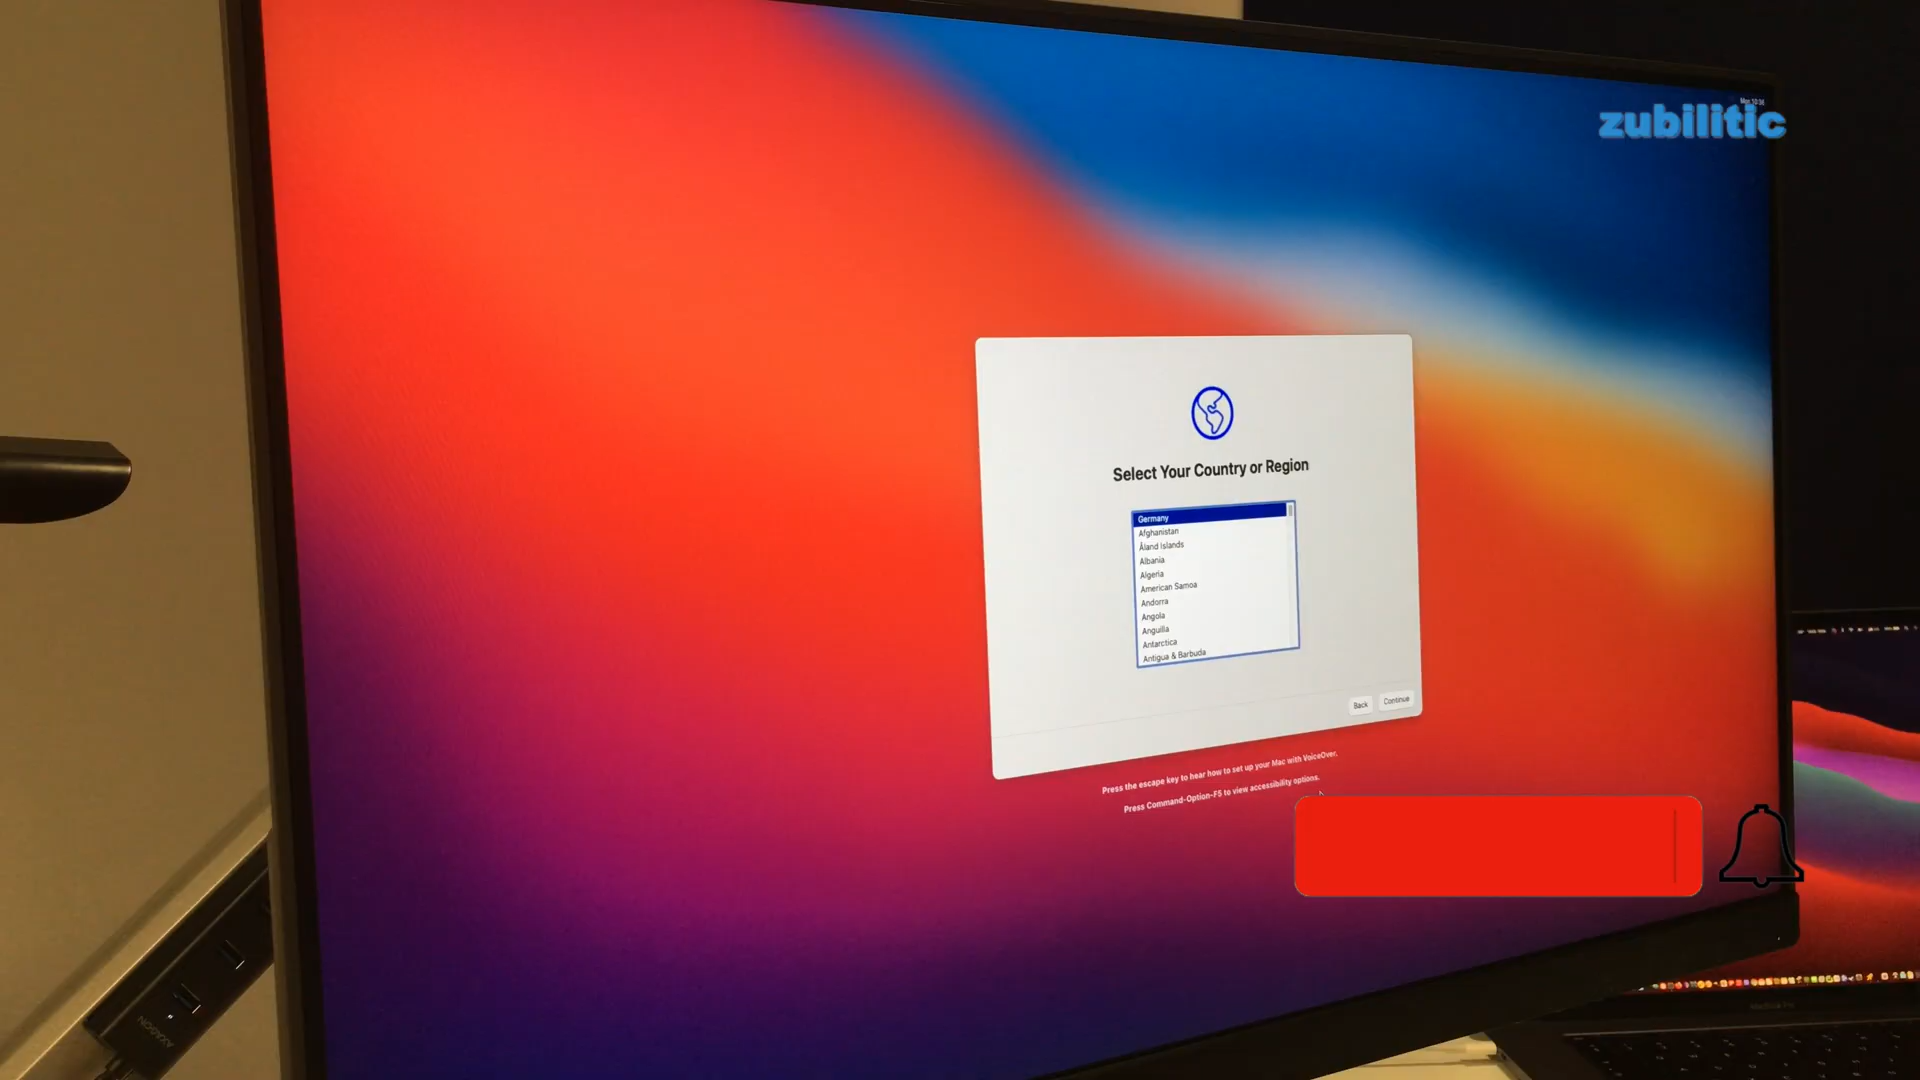 zubilitic
Select Your Country or Region
Germany
Afghanistan
Åland Islands
Albania
Algeria
American Samoa
Andorra
Angola
Anguilla
Antarctica
Antigua & Barbuda
Back
Continue
Press the escape key to hear how to set up your Mac with VoiceOver.
Press Command-Option-F5 to view accessibility options.
AXAGON